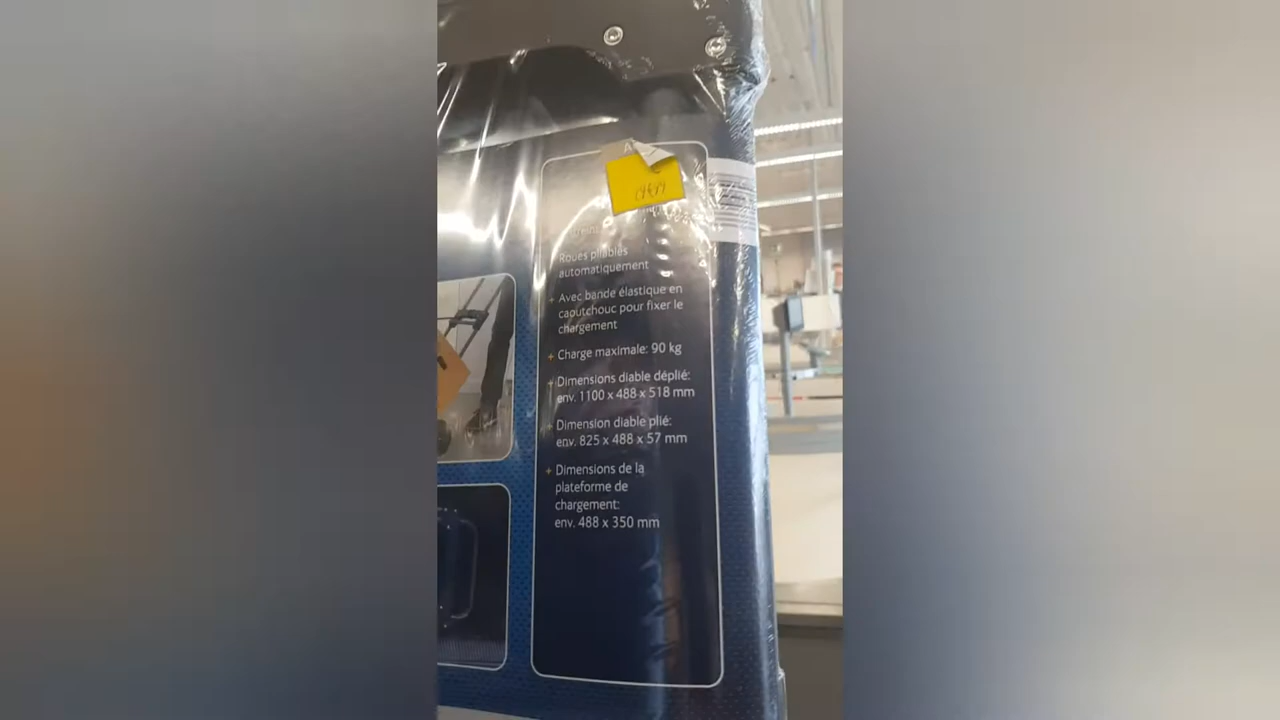 Roues pliables
automatiquement
+ Avec bande élastique en
caoutchouc pour fixer le
chargement
+ Charge maximale: 90 kg
+ Dimensions diable déplié:
env. 1100 x 488 x 518 mm
+ Dimension diable plié:
env. 825 x 488 x 57 mm
+ Dimensions de la
plateforme de
chargement:
env. 488 x 350 mm